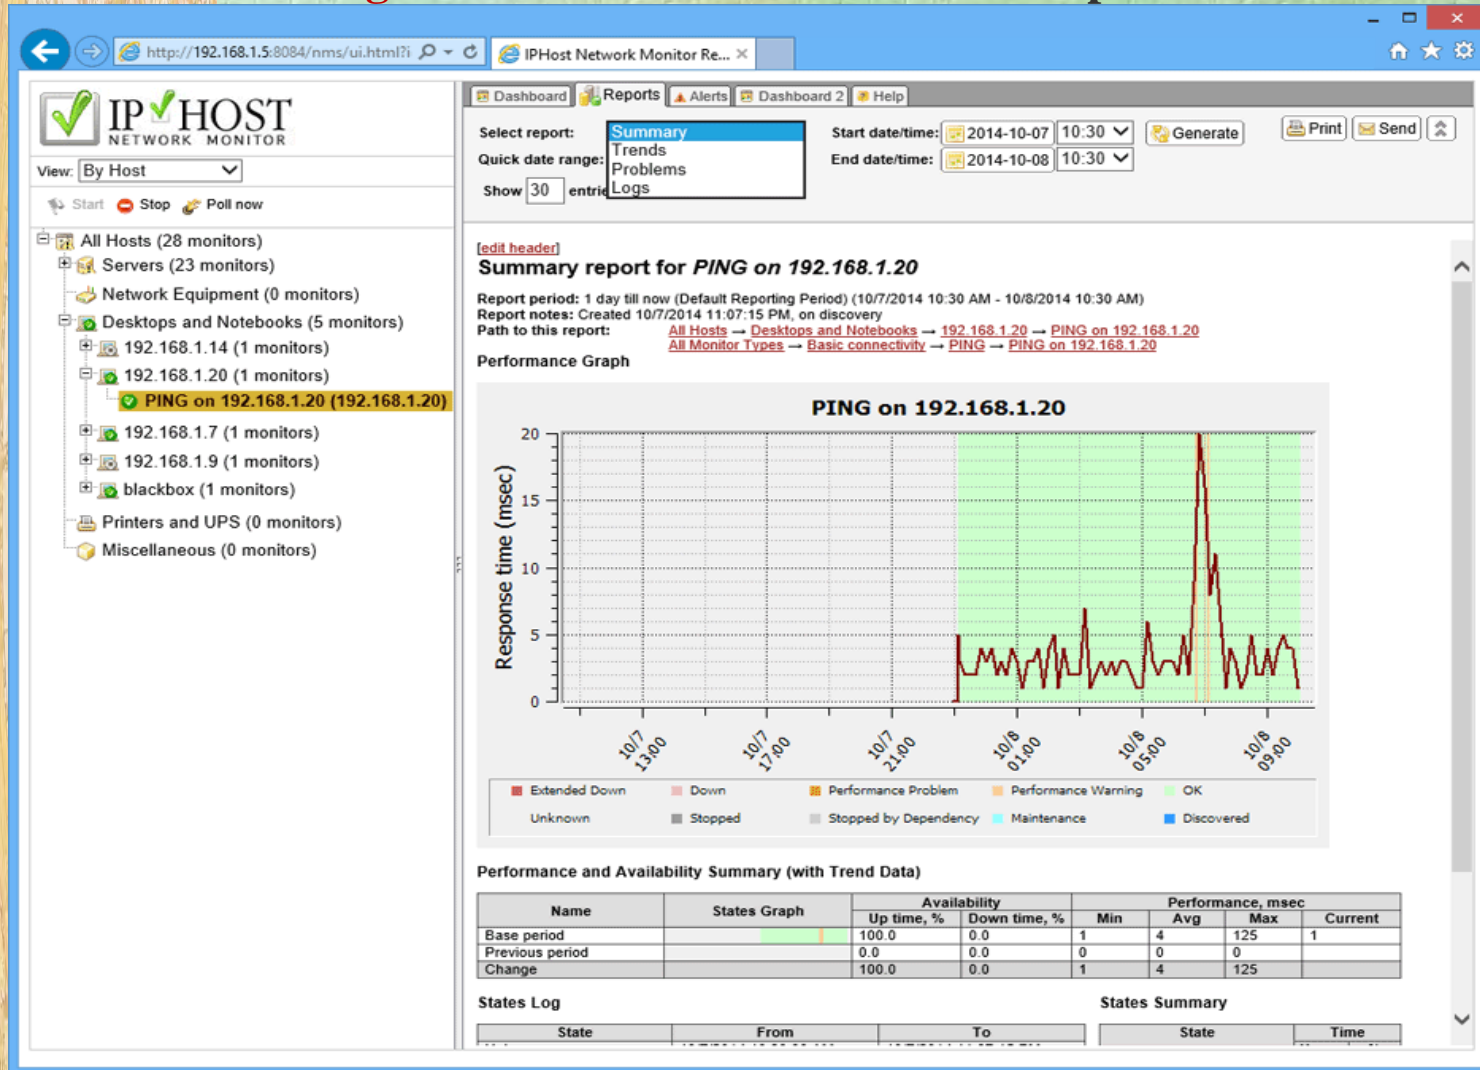 http://192.168.1.5:8084/nms/ui.html?i
IPHost Network Monitor Re...
IP HOST
NETWORK MONITOR
View: By Host
Start Stop Poll now
All Hosts (28 monitors)
Servers (23 monitors)
Network Equipment (0 monitors)
Desktops and Notebooks (5 monitors)
192.168.1.14 (1 monitors)
192.168.1.20 (1 monitors)
PING on 192.168.1.20 (192.168.1.20)
192.168.1.7 (1 monitors)
192.168.1.9 (1 monitors)
blackbox (1 monitors)
Printers and UPS (0 monitors)
Miscellaneous (0 monitors)
Dashboard Reports Alerts Dashboard 2 Help
Select report: Summary Start date/time: 2014-10-07 10:30 Generate Print Send
Trends
Quick date range: Problems End date/time: 2014-10-08 10:30
Show 30 entrie Logs
[edit header]
Summary report for PING on 192.168.1.20
Report period: 1 day till now (Default Reporting Period) (10/7/2014 10:30 AM - 10/8/2014 10:30 AM)
Report notes: Created 10/7/2014 11:07:15 PM, on discovery
Path to this report: All Hosts → Desktops and Notebooks → 192.168.1.20 → PING on 192.168.1.20
All Monitor Types → Basic connectivity → PING → PING on 192.168.1.20
Performance Graph
PING on 192.168.1.20
Response time (msec)
20
15
10
5
0
10/7 13:00
10/7 17:00
10/7 21:00
10/8 01:00
10/8 05:00
10/8 09:00
Extended Down Down Performance Problem Performance Warning OK
Unknown Stopped Stopped by Dependency Maintenance Discovered
Performance and Availability Summary (with Trend Data)
Name States Graph Availability Performance, msec
Up time, % Down time, % Min Avg Max Current
Base period 100.0 0.0 1 4 125 1
Previous period 0.0 0.0 0 0 0
Change 100.0 0.0 1 4 125
States Log States Summary
State From To State Time